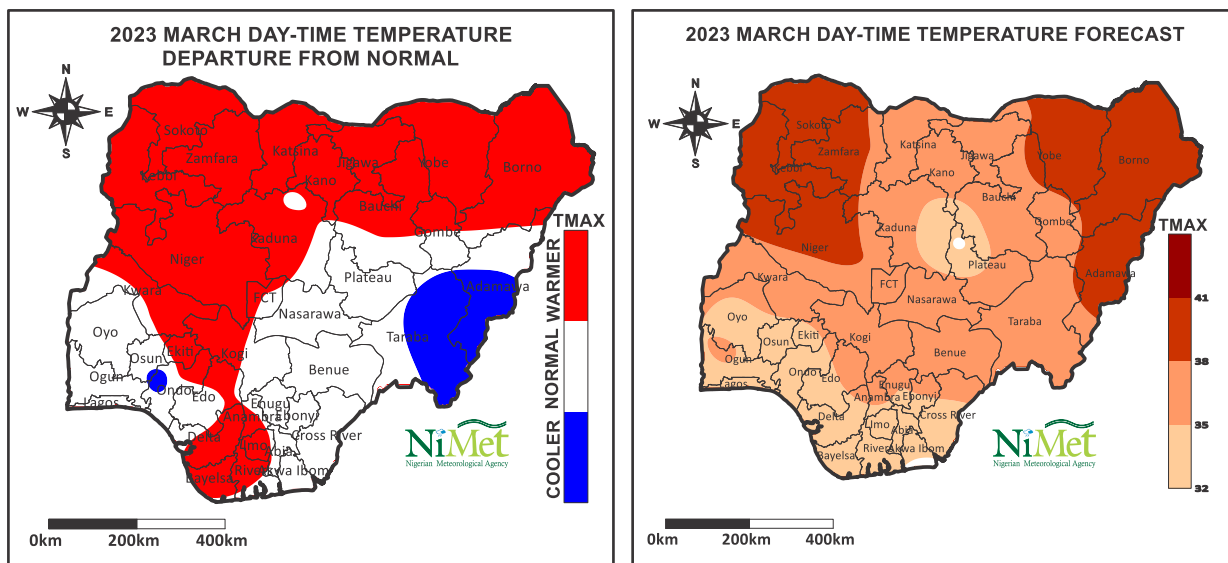 2023 MARCH DAY-TIME TEMPERATURE
DEPARTURE FROM NORMAL
N
W E
S
Sokoto
Zamfara
Katsina
Kebbi
Kano
Jigawa
Yobe
Borno
Bauchi
Gombe
Kaduna
Niger
Plateau
Adamawa
Kwara
FCT
Nasarawa
Taraba
Oyo
Osun
Ekiti
Kogi
Benue
Ogun
Ondo
Edo
Lagos
Enugu
Anambra
Ebonyi
Delta
Imo
Abia
Cross River
Bayelsa
Rivers
Akwa Ibom
NiMet
Nigerian Meteorological Agency
TMAX
COOLER NORMAL WARMER
0km 200km 400km
2023 MARCH DAY-TIME TEMPERATURE FORECAST
N
W E
S
Sokoto
Zamfara
Katsina
Kebbi
Kano
Jigawa
Yobe
Borno
Bauchi
Gombe
Kaduna
Niger
Plateau
Adamawa
Kwara
FCT
Nasarawa
Taraba
Oyo
Osun
Ekiti
Kogi
Benue
Ogun
Ondo
Edo
Lagos
Enugu
Anambra
Ebonyi
Delta
Imo
Abia
Cross River
Bayelsa
Rivers
Akwa Ibom
NiMet
Nigerian Meteorological Agency
TMAX
41
38
35
32
0km 200km 400km